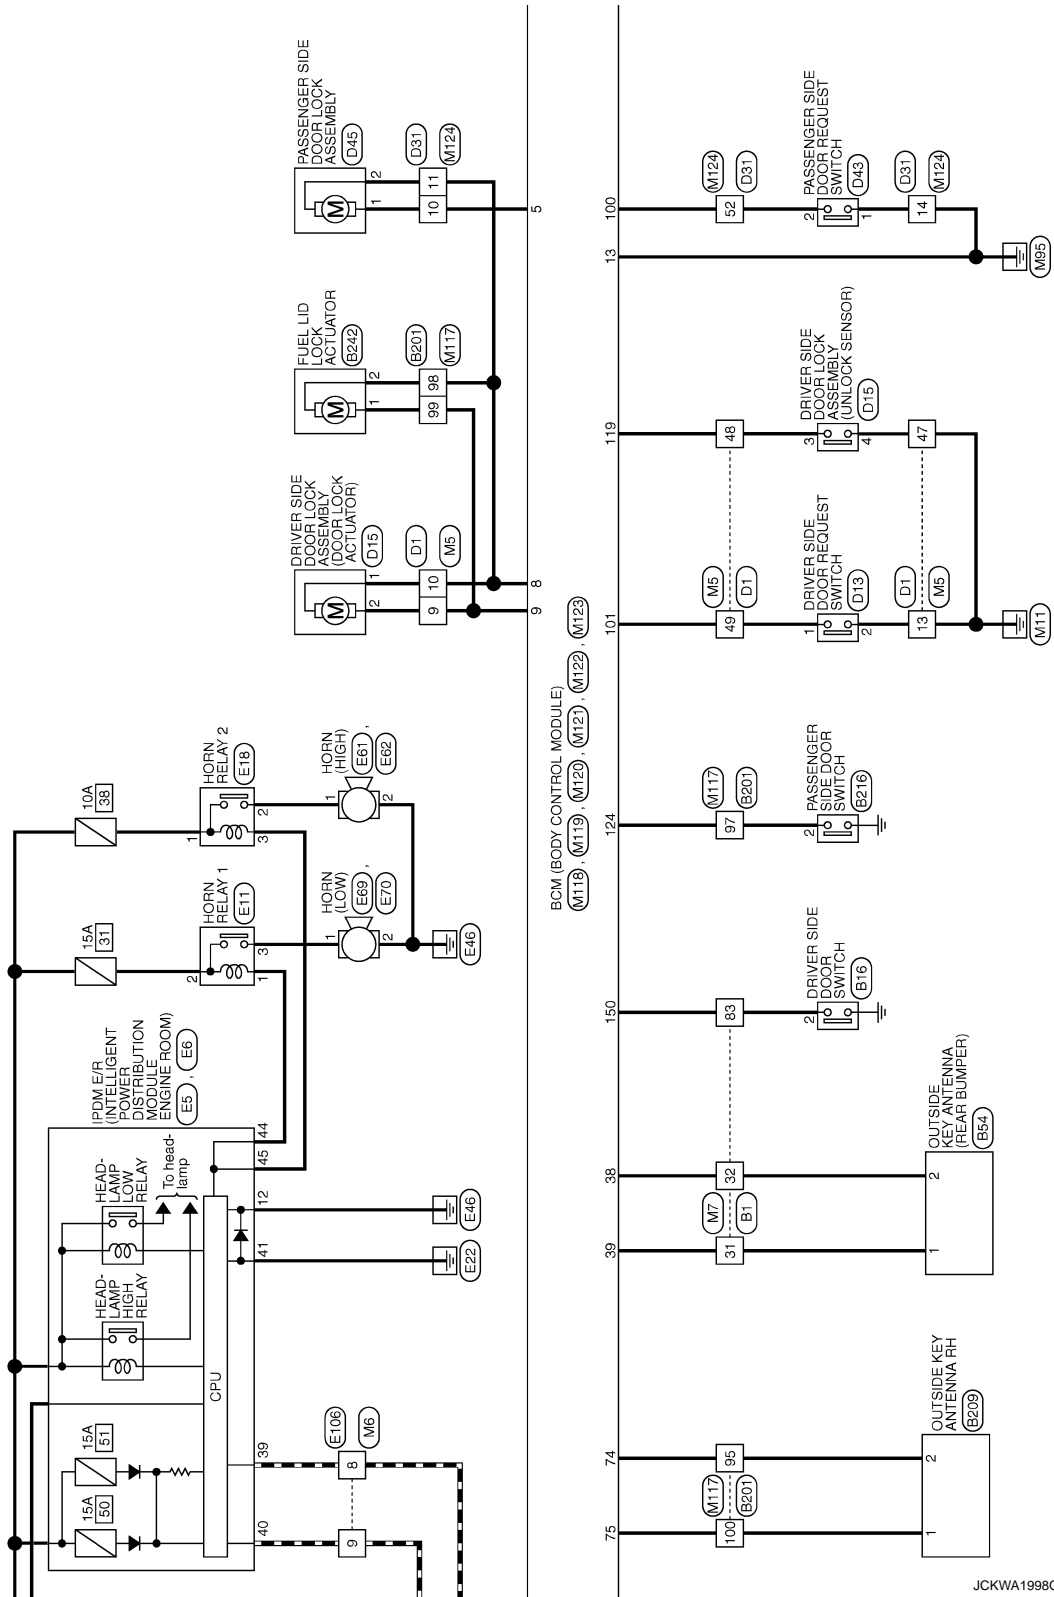 IPDM E/R
(INTELLIGENT
POWER
DISTRIBUTION
MODULE
ENGINE ROOM)
E5 , E6
15A
50
15A
51
HEAD-
LAMP
HIGH
RELAY
HEAD-
LAMP
LOW
RELAY
To head-
lamp
CPU
40
39
41
12
45
44
9
8
E106
M6
E22
E46
15A
31
HORN
RELAY 1
E11
2
1
3
10A
38
HORN
RELAY 2
E18
1
3
2
HORN
(LOW)
E69 ,
E70
1
2
HORN
(HIGH)
E61 ,
E62
1
2
E46
DRIVER SIDE
DOOR LOCK
ASSEMBLY
(DOOR LOCK
ACTUATOR)
D15
M
2
1
9
10
D1
M5
FUEL LID
LOCK
ACTUATOR
B242
M
1
2
99
98
B201
M117
PASSENGER SIDE
DOOR LOCK
ASSEMBLY
D45
M
1
2
10
11
D31
M124
9
8
5
BCM (BODY CONTROL MODULE)
M118 , M119 , M120 , M121 , M122 , M123
75
74
39
38
150
124
101
119
13
100
100
95
M117
B201
1
2
OUTSIDE KEY
ANTENNA RH
B209
31
32
M7
B1
83
1
2
OUTSIDE
KEY ANTENNA
(REAR BUMPER)
B54
2
DRIVER SIDE
DOOR
SWITCH
B16
97
M117
B201
2
PASSENGER
SIDE DOOR
SWITCH
B216
49
M5
D1
48
1
2
DRIVER SIDE
DOOR REQUEST
SWITCH
D13
3
4
DRIVER SIDE
DOOR LOCK
ASSEMBLY
(UNLOCK SENSOR)
D15
13
D1
M5
47
M11
52
M124
D31
2
1
PASSENGER SIDE
DOOR REQUEST
SWITCH
D43
14
D31
M124
M95